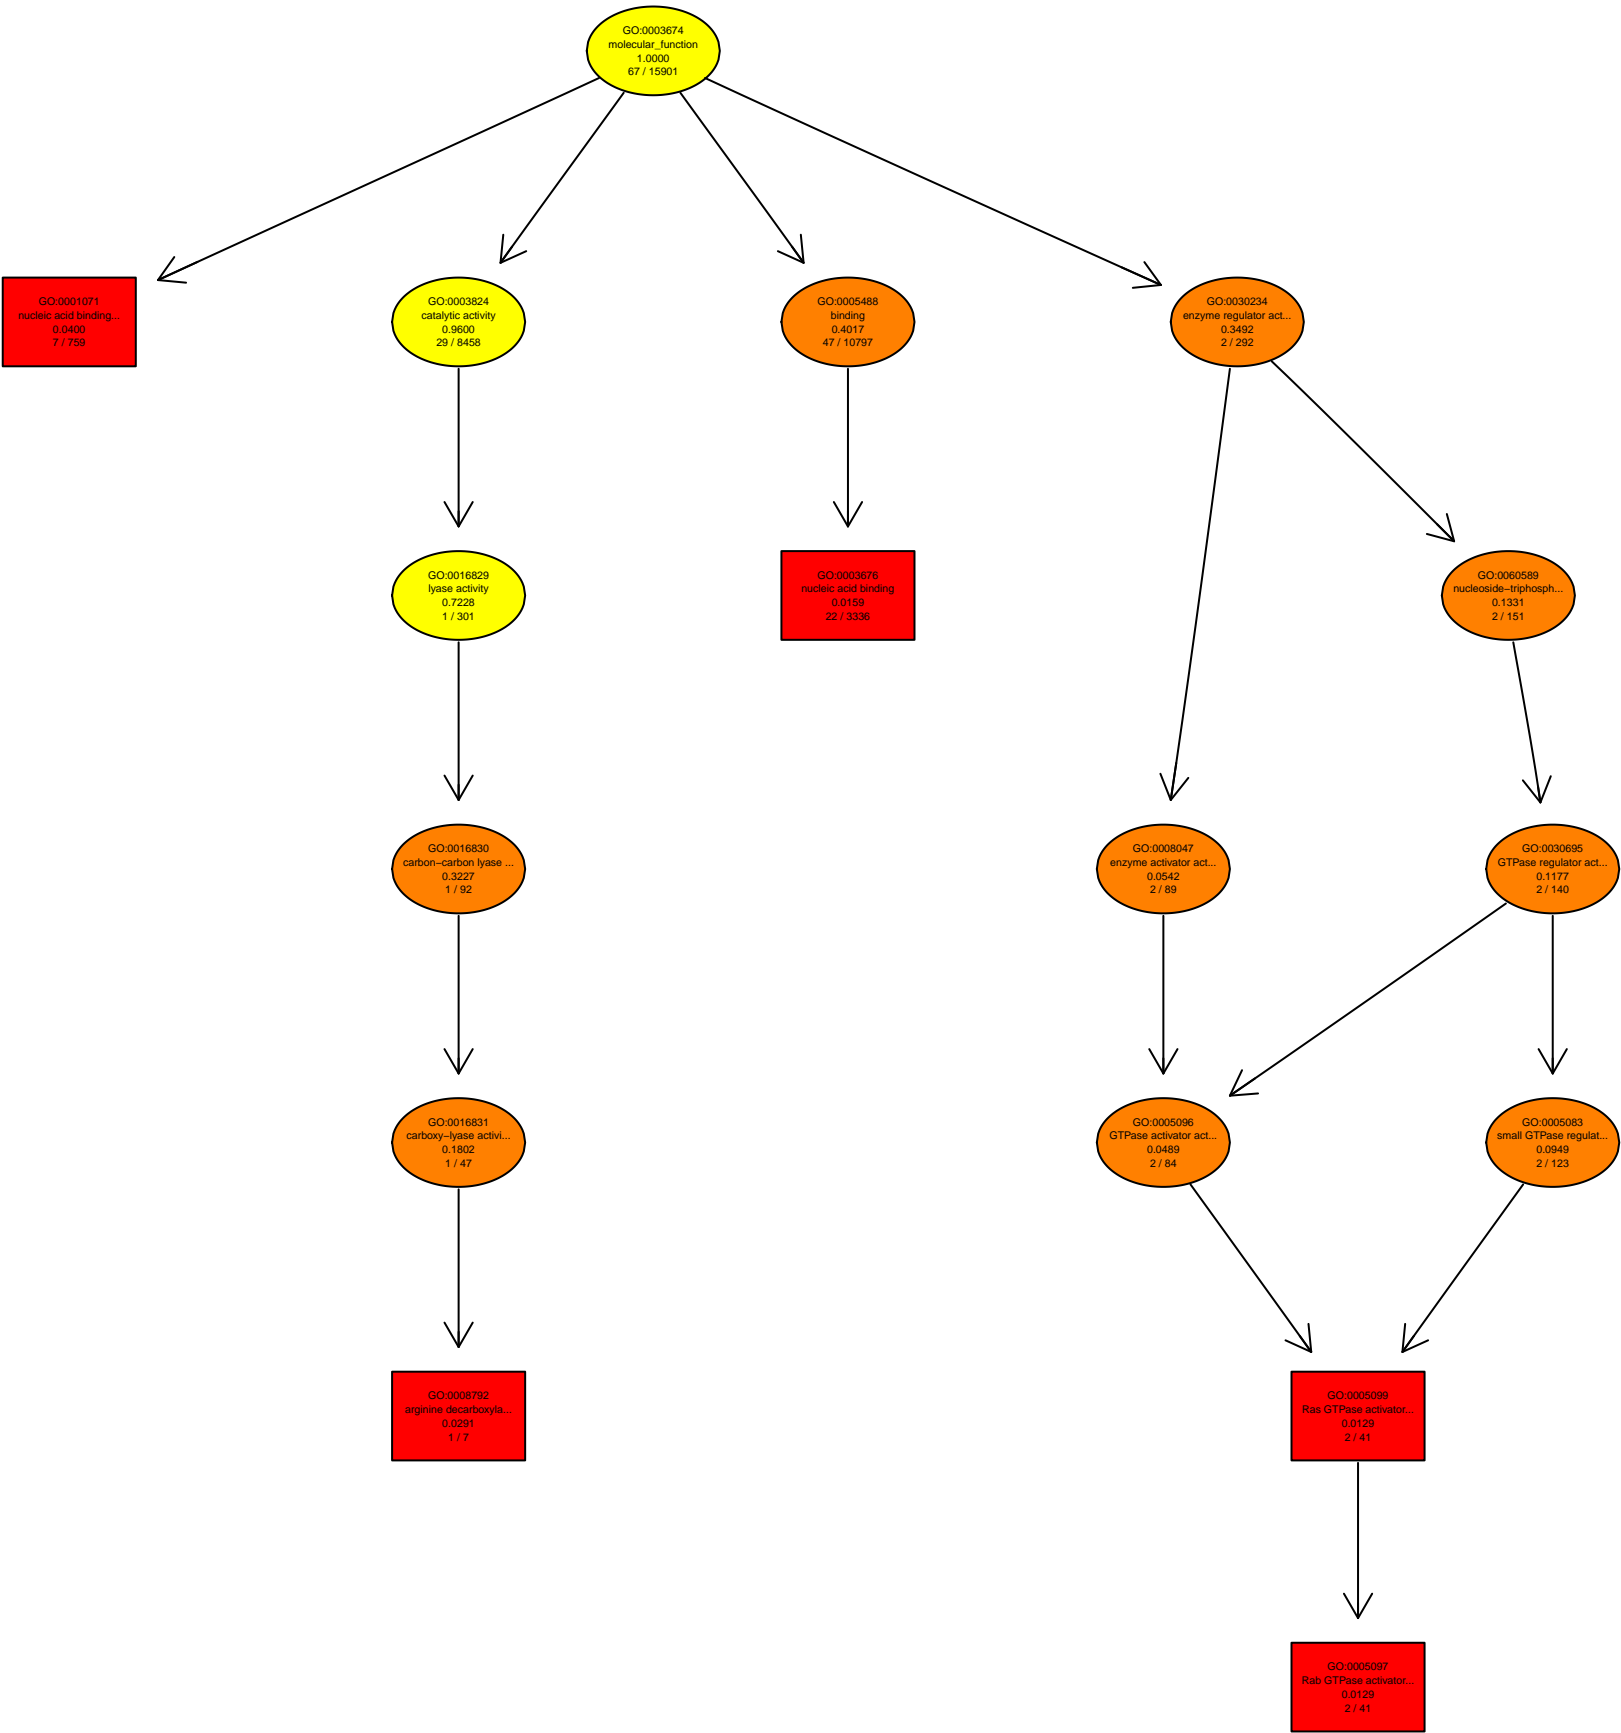 GO:0003674
molecular_function
1.0000
67 / 15901
GO:0001071
nucleic acid binding...
0.0400
7 / 759
GO:0003824
catalytic activity
0.9600
29 / 8458
GO:0005488
binding
0.4017
47 / 10797
GO:0030234
enzyme regulator act...
0.3492
2 / 292
GO:0016829
lyase activity
0.7228
1 / 301
GO:0003676
nucleic acid binding
0.0159
22 / 3336
GO:0060589
nucleoside−triphosph...
0.1331
2 / 151
GO:0016830
carbon−carbon lyase ...
0.3227
1 / 92
GO:0008047
enzyme activator act...
0.0542
2 / 89
GO:0030695
GTPase regulator act...
0.1177
2 / 140
GO:0016831
carboxy−lyase activi...
0.1802
1 / 47
GO:0005096
GTPase activator act...
0.0489
2 / 84
GO:0005083
small GTPase regulat...
0.0949
2 / 123
GO:0008792
arginine decarboxyla...
0.0291
1 / 7
GO:0005099
Ras GTPase activator...
0.0129
2 / 41
GO:0005097
Rab GTPase activator...
0.0129
2 / 41